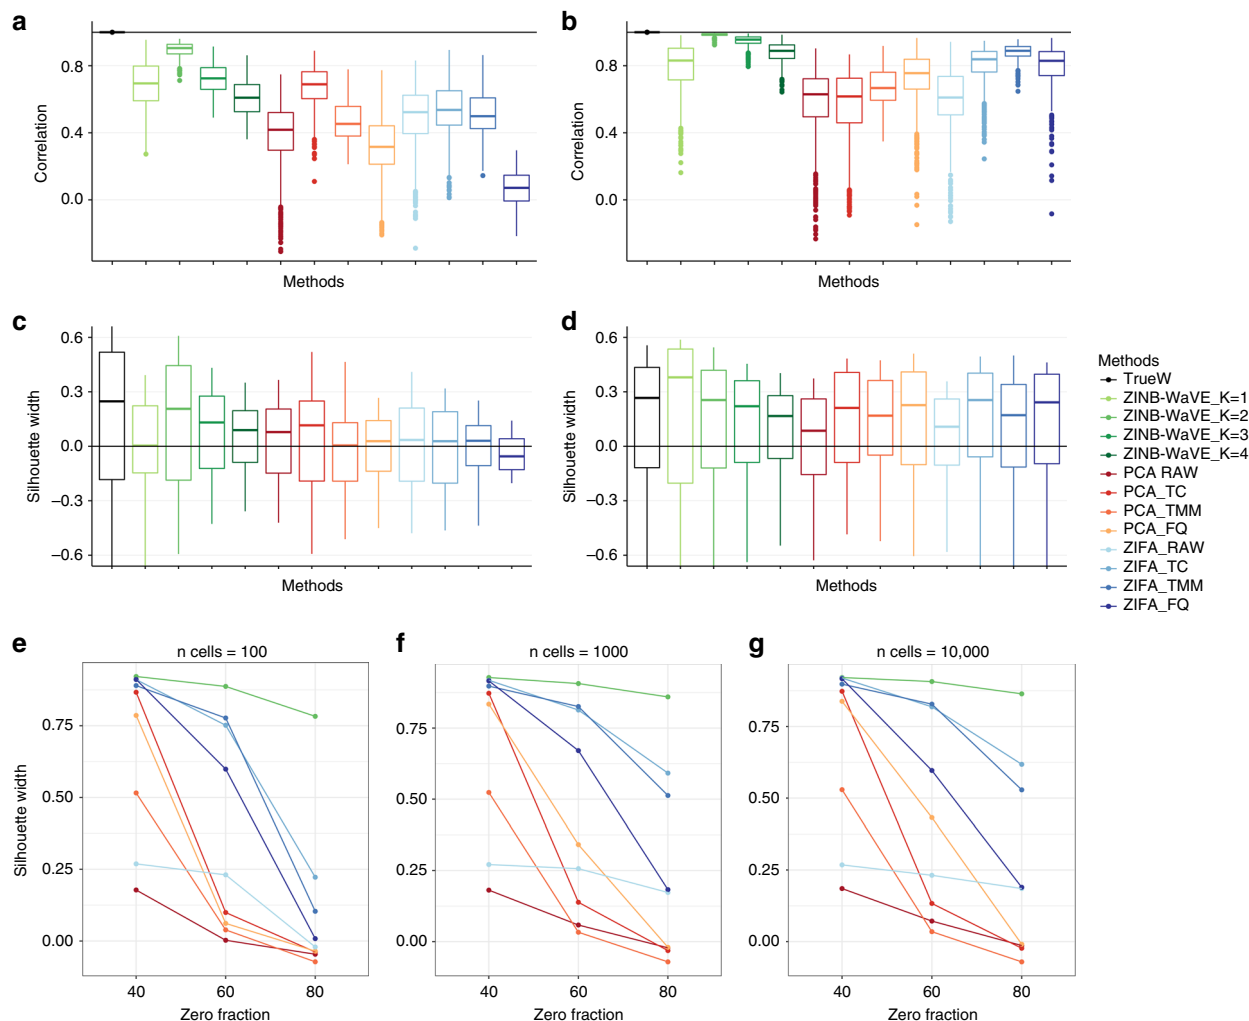 a
b
0.8
0.4
0.0
Correlation
Methods
0.8
0.4
0.0
Correlation
Methods
c
d
0.6
0.3
0.0
−0.3
−0.6
Silhouette width
Methods
0.6
0.3
0.0
−0.3
−0.6
Silhouette width
Methods
Methods
TrueW
ZINB-WaVE_K=1
ZINB-WaVE_K=2
ZINB-WaVE_K=3
ZINB-WaVE_K=4
PCA RAW
PCA_TC
PCA_TMM
PCA_FQ
ZIFA_RAW
ZIFA_TC
ZIFA_TMM
ZIFA_FQ
e
n cells = 100
0.75
0.50
0.25
0.00
Silhouette width
40 60 80
Zero fraction
f
n cells = 1000
0.75
0.50
0.25
0.00
40 60 80
Zero fraction
g
n cells = 10,000
0.75
0.50
0.25
0.00
40 60 80
Zero fraction